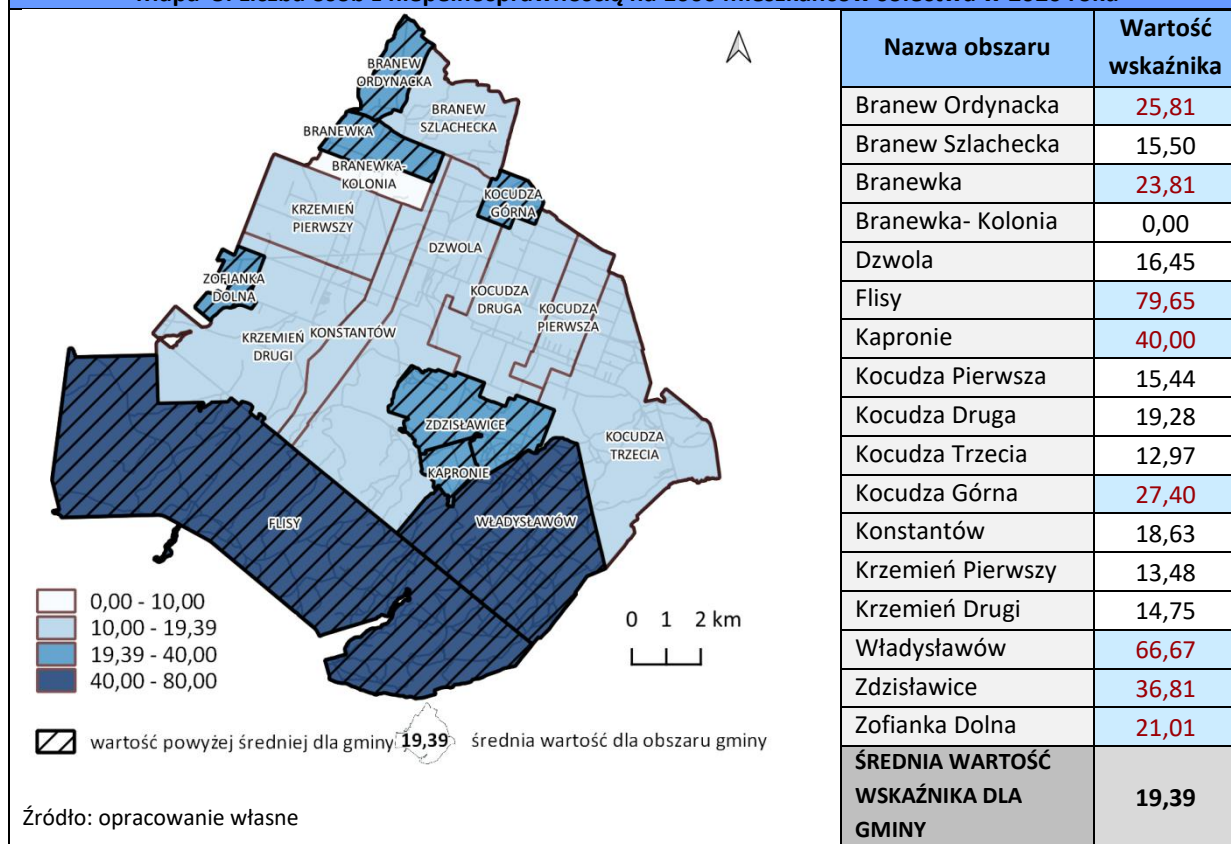 BRANEW
ORDYNACKA
BRANEW
SZLACHECKA
BRANEWKA
BRANEWKA-
KOLONIA
KOCUDZA
GÓRNA
KRZEMIEŃ
PIERWSZY
DZWOLA
ZOFIANKA
DOLNA
KOCUDZA
DRUGA
KOCUDZA
PIERWSZA
KRZEMIEŃ
DRUGI
KONSTANTÓW
ZDZISŁAWICE
KOCUDZA
TRZECIA
KAPRONIE
FLISY
WŁADYSŁAWÓW
0,00 - 10,00
10,00 - 19,39
19,39 - 40,00
40,00 - 80,00
0 1 2 km
wartość powyżej średniej dla gminy
19,39 średnia wartość dla obszaru gminy
Źródło: opracowanie własne
Nazwa obszaru Wartość wskaźnika
Branew Ordynacka 25,81
Branew Szlachecka 15,50
Branewka 23,81
Branewka- Kolonia 0,00
Dzwola 16,45
Flisy 79,65
Kapronie 40,00
Kocudza Pierwsza 15,44
Kocudza Druga 19,28
Kocudza Trzecia 12,97
Kocudza Górna 27,40
Konstantów 18,63
Krzemień Pierwszy 13,48
Krzemień Drugi 14,75
Władysławów 66,67
Zdzisławice 36,81
Zofianka Dolna 21,01
ŚREDNIA WARTOŚĆ
WSKAŹNIKA DLA 19,39
GMINY